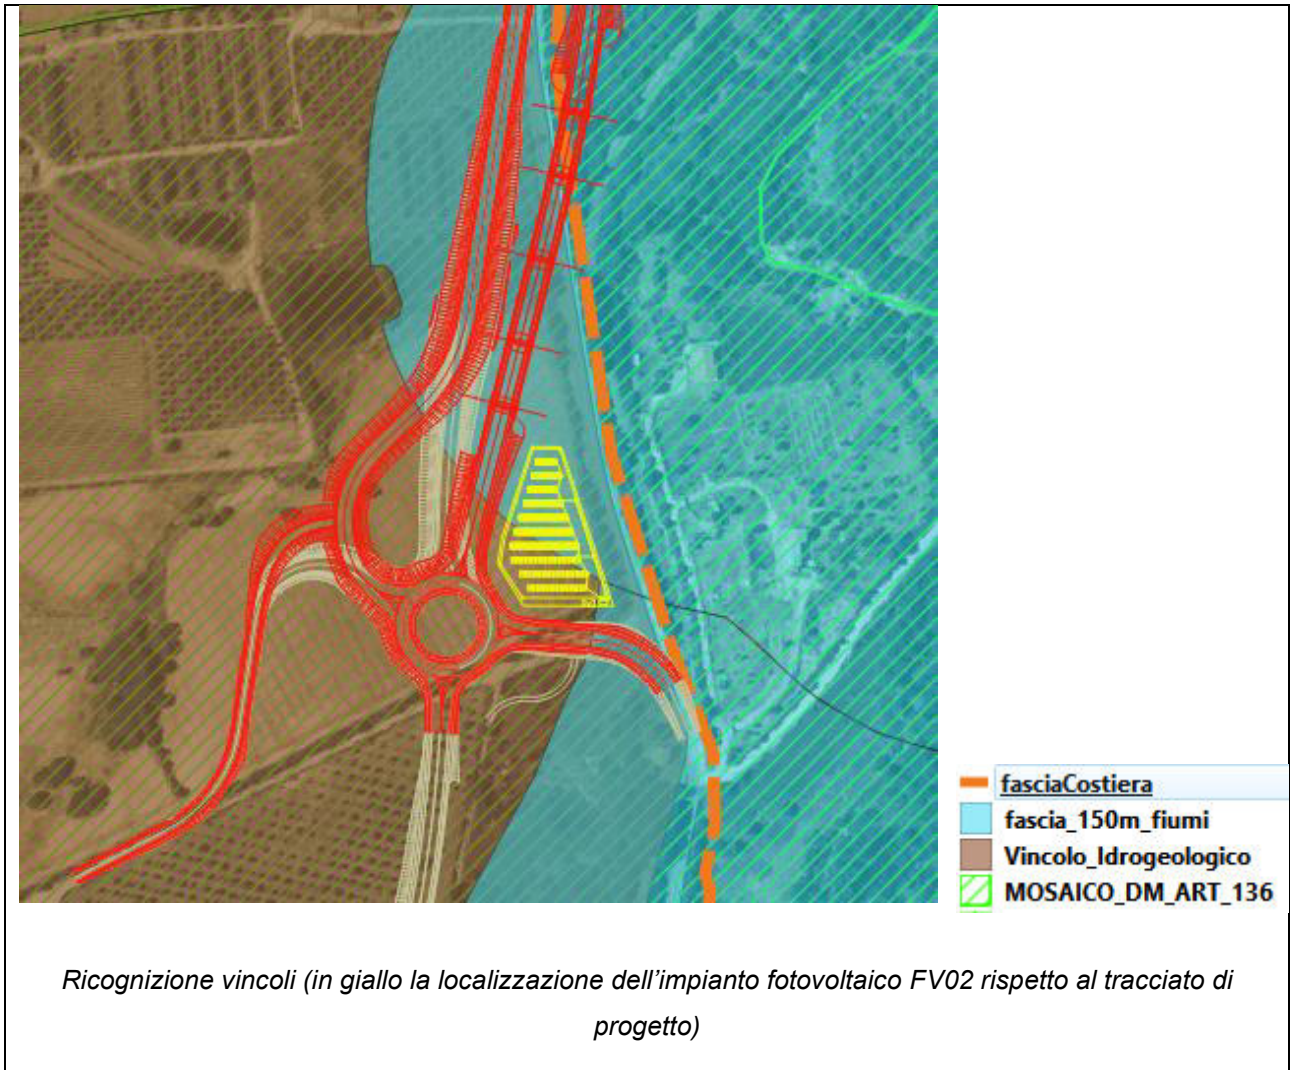 fasciaCostiera
fascia_150m_fiumi
Vincolo_Idrogeologico
MOSAICO_DM_ART_136
Ricognizione vincoli (in giallo la localizzazione dell’impianto fotovoltaico FV02 rispetto al tracciato di
progetto)